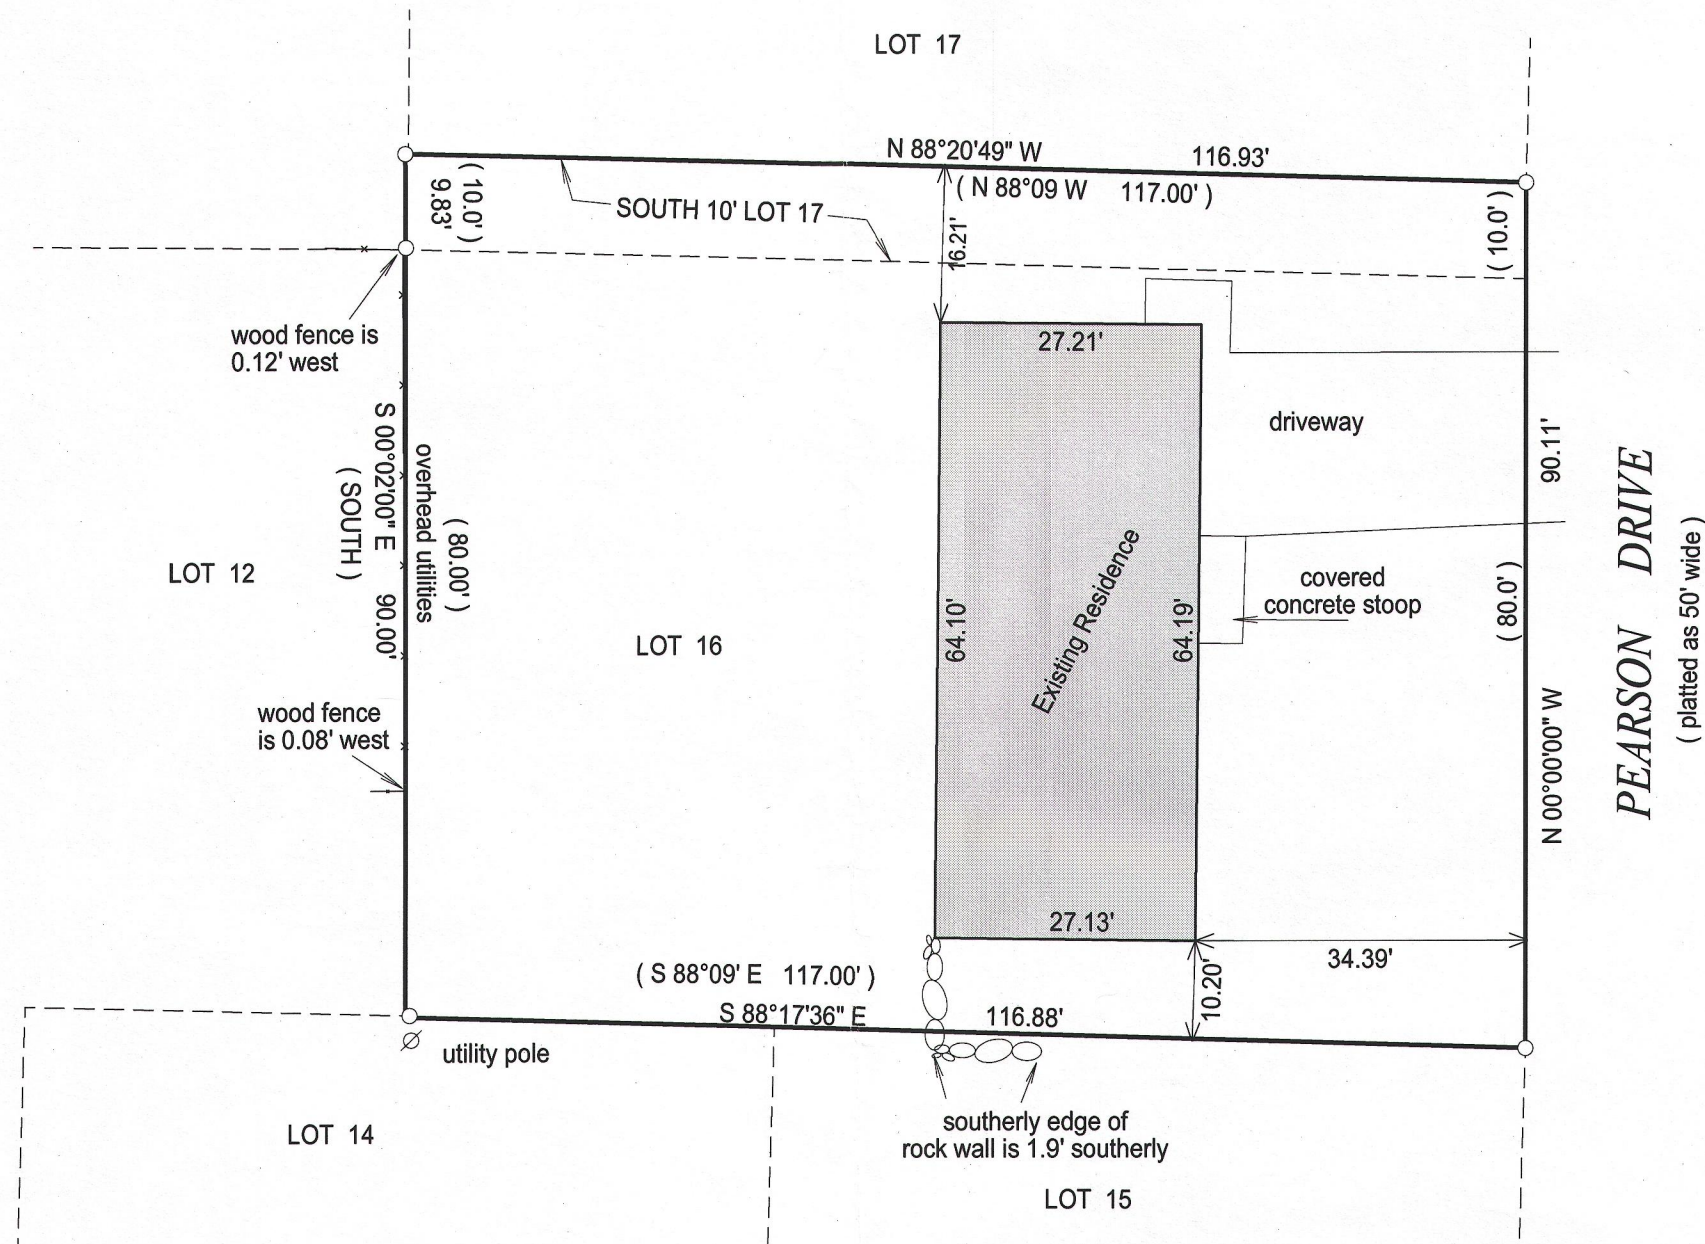 LOT 17
N 88°20'49" W 116.93'
( N 88°09 W 117.00' )
( 10.0' )
9.83'
SOUTH 10' LOT 17
16.21'
( 10.0' )
wood fence is
0.12' west
27.21'
driveway
90.11'
S 00°02'00" E 90.00'
( SOUTH )
overhead utilities
( 80.00' )
LOT 12
LOT 16
64.10'
Existing Residence
64.19'
covered
concrete stoop
( 80.0' )
N 00°00'00" W
PEARSON DRIVE
( platted as 50' wide )
wood fence
is 0.08' west
27.13'
34.39'
10.20'
( S 88°09' E 117.00' )
S 88°17'36" E 116.88'
utility pole
southerly edge of
rock wall is 1.9' southerly
LOT 14
LOT 15